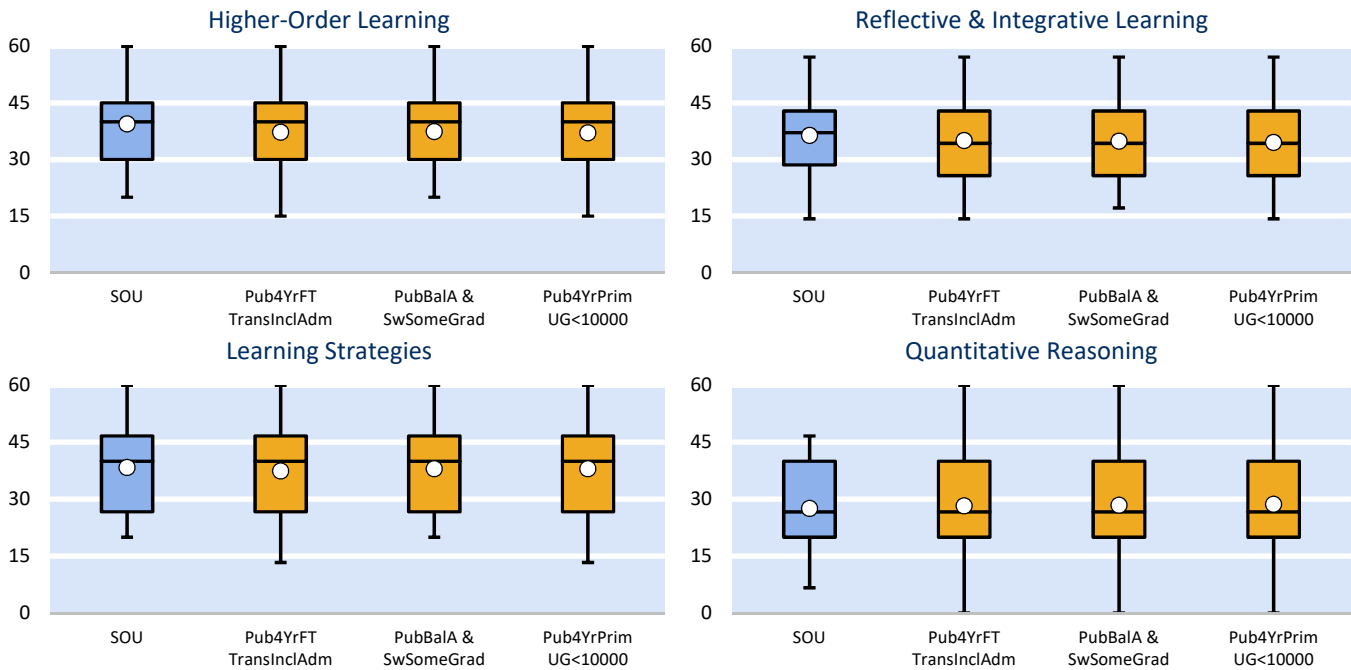 Higher-Order Learning
60
45
30
15
0
SOU
Pub4YrFT
TransInclAdm
PubBalA &
SwSomeGrad
Pub4YrPrim
UG<10000
Reflective & Integrative Learning
60
45
30
15
0
SOU
Pub4YrFT
TransInclAdm
PubBalA &
SwSomeGrad
Pub4YrPrim
UG<10000
Learning Strategies
60
45
30
15
0
SOU
Pub4YrFT
TransInclAdm
PubBalA &
SwSomeGrad
Pub4YrPrim
UG<10000
Quantitative Reasoning
60
45
30
15
0
SOU
Pub4YrFT
TransInclAdm
PubBalA &
SwSomeGrad
Pub4YrPrim
UG<10000